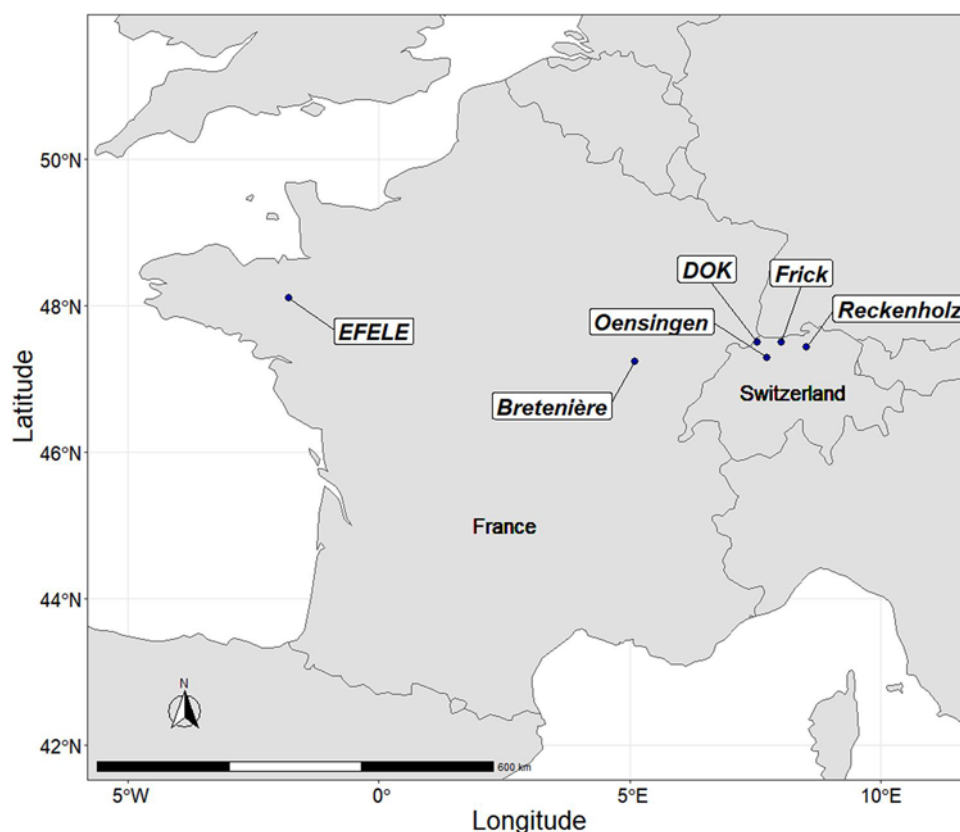 50°N
48°N
46°N
44°N
42°N
Latitude
DOK
Frick
Oensingen
Reckenholz
EFELE
Bretenière
Switzerland
France
N
600 km
5°W
0°
5°E
10°E
Longitude